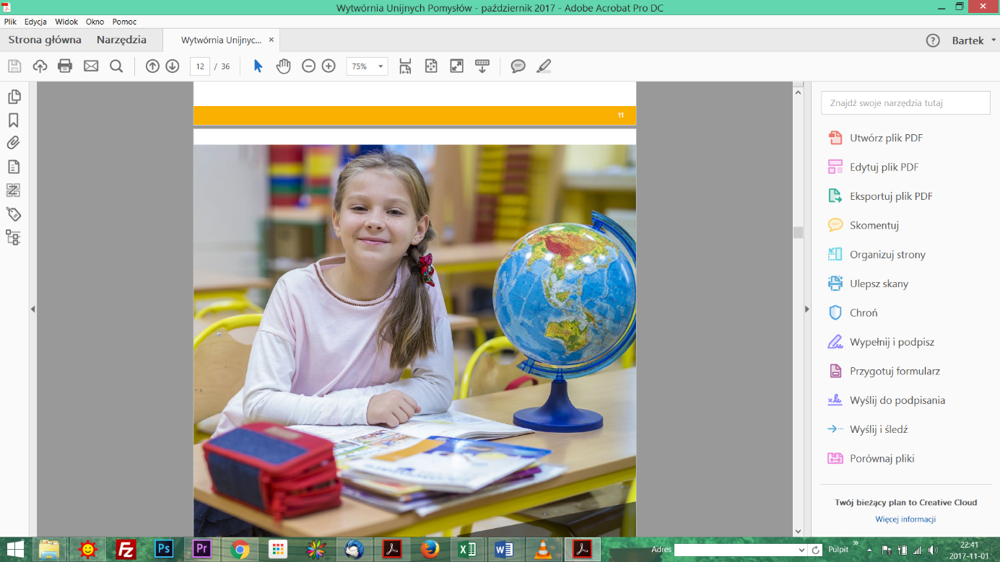 Wytwórnia Unijnych Pomysłów - październik 2017 - Adobe Acrobat Pro DC
Plik Edycja Widok Okno Pomoc
Strona główna Narzędzia Wytwórnia Unijnyc... × Bartek
12 / 36 75%
11
Znajdź swoje narzędzia tutaj
Utwórz plik PDF
Edytuj plik PDF
Eksportuj plik PDF
Skomentuj
Organizuj strony
Ulepsz skany
Chroń
Wypełnij i podpisz
Przygotuj formularz
Wyślij do podpisania
Wyślij i śledź
Porównaj pliki
Twój bieżący plan to Creative Cloud
Więcej informacji
Fz Ps Pr Adres Pulpit » 22:41
2017-11-01